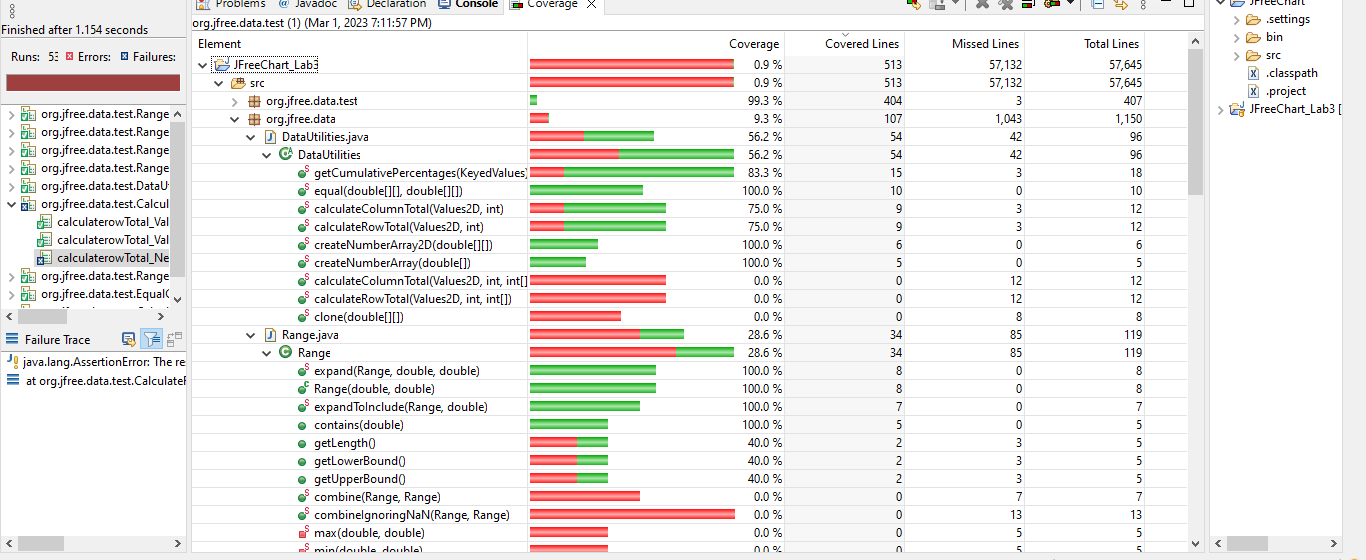 Problems Javadoc Declaration Console Coverage
Finished after 1.154 seconds
Runs: 53 Errors: Failures:
org.jfree.data.test.Range
org.jfree.data.test.Range
org.jfree.data.test.Range
org.jfree.data.test.Range
org.jfree.data.test.DataU
org.jfree.data.test.Calcul
calculaterowTotal_Val
calculaterowTotal_Val
calculaterowTotal_Ne
org.jfree.data.test.Range
org.jfree.data.test.EqualC
Failure Trace
java.lang.AssertionError: The re
at org.jfree.data.test.CalculateR
org.jfree.data.test (1) (Mar 1, 2023 7:11:57 PM)
Element Coverage Covered Lines Missed Lines Total Lines
JFreeChart_Lab3 0.9 % 513 57,132 57,645
src 0.9 % 513 57,132 57,645
org.jfree.data.test 99.3 % 404 3 407
org.jfree.data 9.3 % 107 1,043 1,150
DataUtilities.java 56.2 % 54 42 96
DataUtilities 56.2 % 54 42 96
getCumulativePercentages(KeyedValues) 83.3 % 15 3 18
equal(double[][], double[][]) 100.0 % 10 0 10
calculateColumnTotal(Values2D, int) 75.0 % 9 3 12
calculateRowTotal(Values2D, int) 75.0 % 9 3 12
createNumberArray2D(double[][]) 100.0 % 6 0 6
createNumberArray(double[]) 100.0 % 5 0 5
calculateColumnTotal(Values2D, int, int[] 0.0 % 0 12 12
calculateRowTotal(Values2D, int, int[]) 0.0 % 0 12 12
clone(double[][]) 0.0 % 0 8 8
Range.java 28.6 % 34 85 119
Range 28.6 % 34 85 119
expand(Range, double, double) 100.0 % 8 0 8
Range(double, double) 100.0 % 8 0 8
expandToInclude(Range, double) 100.0 % 7 0 7
contains(double) 100.0 % 5 0 5
getLength() 40.0 % 2 3 5
getLowerBound() 40.0 % 2 3 5
getUpperBound() 40.0 % 2 3 5
combine(Range, Range) 0.0 % 0 7 7
combineIgnoringNaN(Range, Range) 0.0 % 0 13 13
max(double, double) 0.0 % 0 5 5
min(double, double) 0.0 % 0 5 5
JFreeChart
.settings
bin
src
.classpath
.project
JFreeChart_Lab3 [